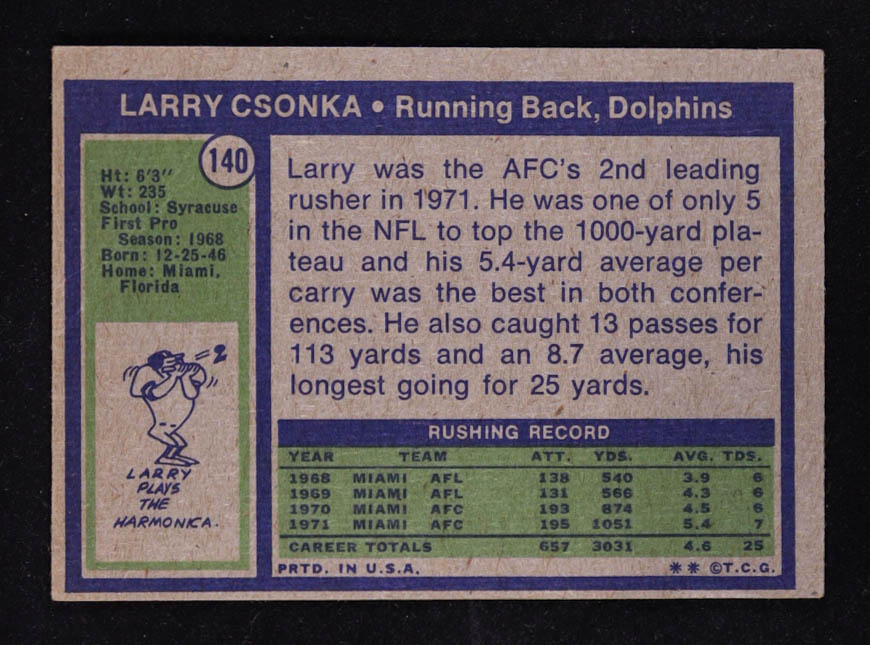 LARRY CSONKA • Running Back, Dolphins
140
Ht: 6'3"
Wt: 235
School: Syracuse
First Pro
Season: 1968
Born: 12-25-46
Home: Miami,
Florida
LARRY
PLAYS
THE
HARMONICA.
Larry was the AFC's 2nd leading
rusher in 1971. He was one of only 5
in the NFL to top the 1000-yard pla-
teau and his 5.4-yard average per
carry was the best in both confer-
ences. He also caught 13 passes for
113 yards and an 8.7 average, his
longest going for 25 yards.
RUSHING RECORD
YEAR TEAM ATT. YDS. AVG. TDS.
1968 MIAMI AFL 138 540 3.9 6
1969 MIAMI AFL 131 566 4.3 6
1970 MIAMI AFC 193 874 4.5 6
1971 MIAMI AFC 195 1051 5.4 7
CAREER TOTALS 657 3031 4.6 25
PRTD. IN U.S.A. ** ©T.C.G.